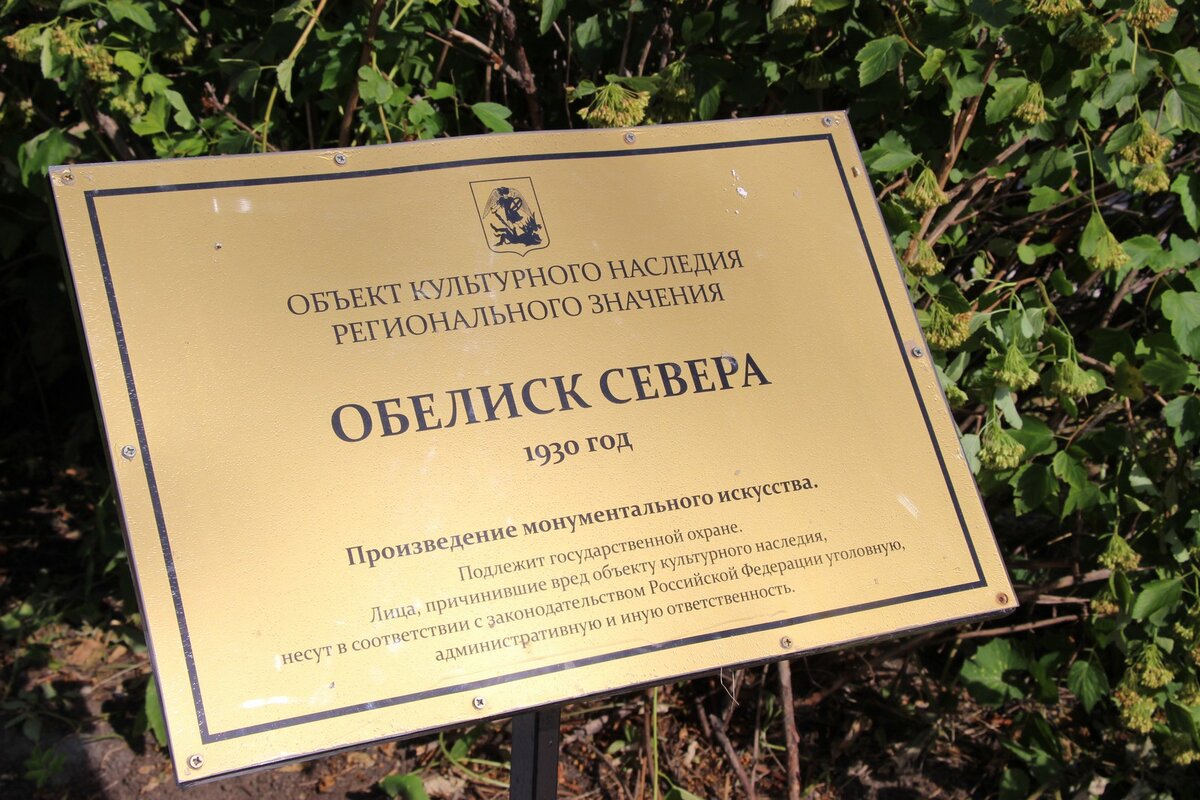 ОБЪЕКТ КУЛЬТУРНОГО НАСЛЕДИЯ
РЕГИОНАЛЬНОГО ЗНАЧЕНИЯ
ОБЕЛИСК СЕВЕРА
1930 год
Произведение монументального искусства.
Подлежит государственной охране.
Лица, причинившие вред объекту культурного наследия,
несут в соответствии с законодательством Российской Федерации уголовную,
административную и иную ответственность.